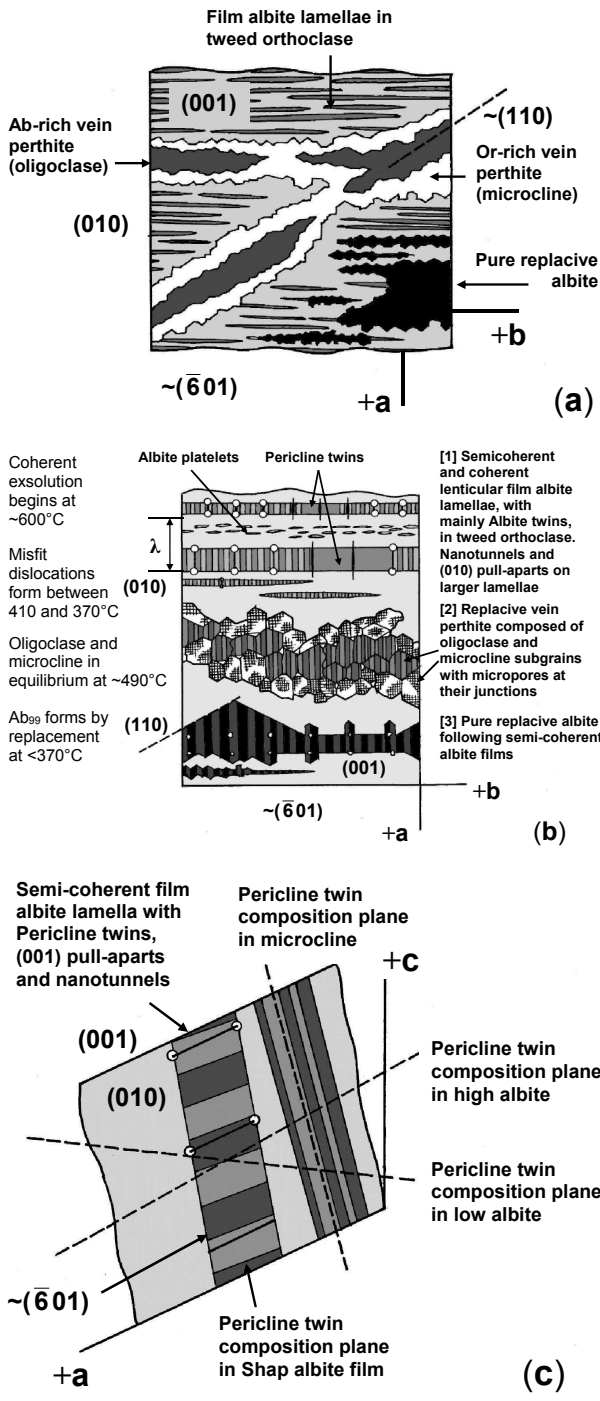 Film albite lamellae in
tweed orthoclase
(001)
~(110)
Ab-rich vein
perthite
(oligoclase)
Or-rich vein
perthite
(microcline)
(010)
Pure replacive
albite
+b
~(6̅01)
+a
(a)
Coherent
exsolution
begins at
~600°C
Albite platelets
Pericline twins
[1] Semicoherent
and coherent
lenticular film albite
lamellae, with
mainly Albite twins,
in tweed orthoclase.
Nanotunnels and
(010) pull-aparts on
larger lamellae
λ
Misfit
dislocations
form between
410 and 370°C
(010)
[2] Replacive vein
perthite composed of
oligoclase and
microcline subgrains
with micropores at
their junctions
Oligoclase and
microcline in
equilibrium at ~490°C
Ab99 forms by
replacement
at <370°C
(110)
(001)
[3] Pure replacive albite
following semi-coherent
albite films
+b
~(6̅01)
+a
(b)
Semi-coherent film
albite lamella with
Pericline twins,
(001) pull-aparts
and nanotunnels
Pericline twin
composition plane
in microcline
+c
(001)
(010)
Pericline twin
composition plane
in high albite
Pericline twin
composition plane
in low albite
~(6̅01)
Pericline twin
composition plane
in Shap albite film
+a
(c)